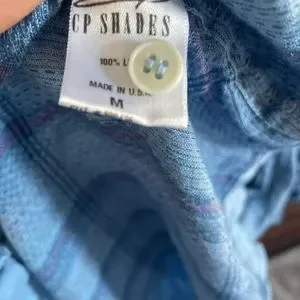 CP SHADES
100% L
MADE IN U.S.
M